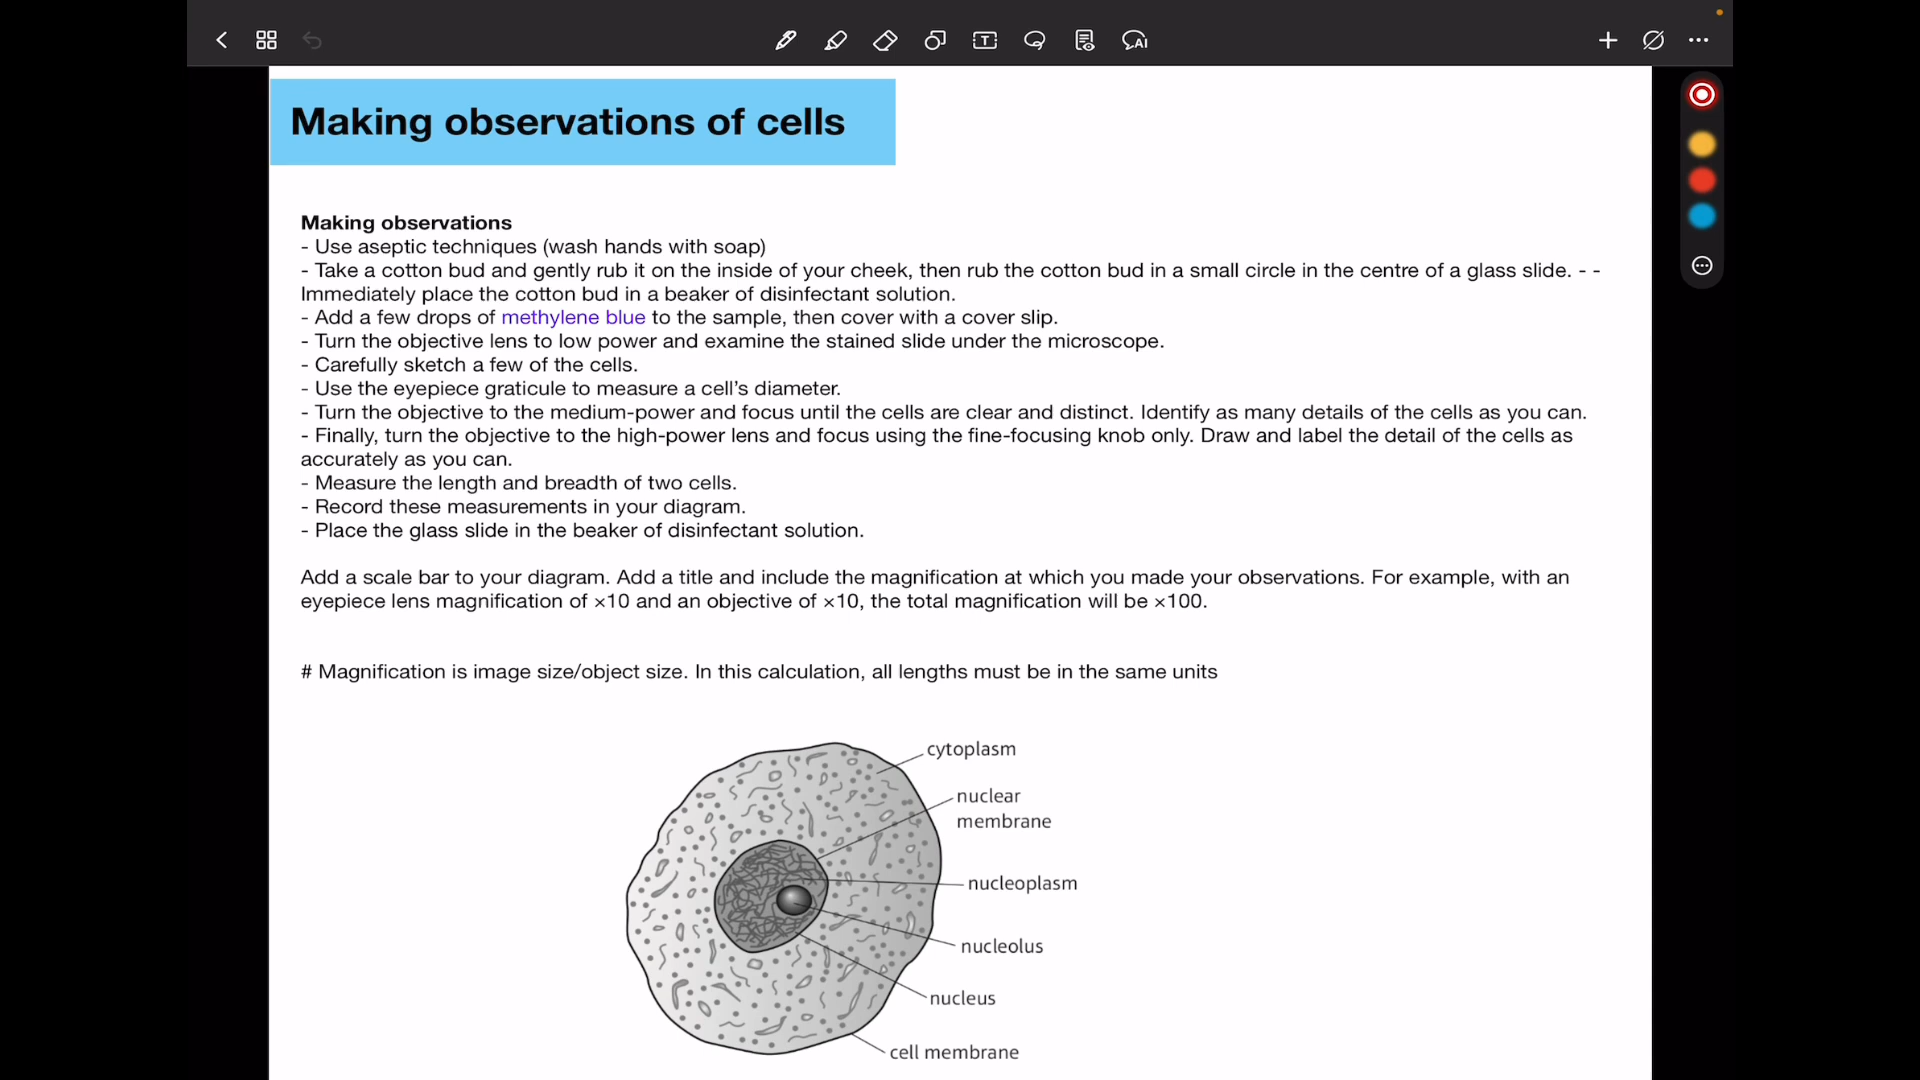 T
AI
Making observations of cells
Making observations
- Use aseptic techniques (wash hands with soap)
- Take a cotton bud and gently rub it on the inside of your cheek, then rub the cotton bud in a small circle in the centre of a glass slide. - -
Immediately place the cotton bud in a beaker of disinfectant solution.
- Add a few drops of methylene blue to the sample, then cover with a cover slip.
- Turn the objective lens to low power and examine the stained slide under the microscope.
- Carefully sketch a few of the cells.
- Use the eyepiece graticule to measure a cell’s diameter.
- Turn the objective to the medium-power and focus until the cells are clear and distinct. Identify as many details of the cells as you can.
- Finally, turn the objective to the high-power lens and focus using the fine-focusing knob only. Draw and label the detail of the cells as
accurately as you can.
- Measure the length and breadth of two cells.
- Record these measurements in your diagram.
- Place the glass slide in the beaker of disinfectant solution.
Add a scale bar to your diagram. Add a title and include the magnification at which you made your observations. For example, with an
eyepiece lens magnification of ×10 and an objective of ×10, the total magnification will be ×100.
# Magnification is image size/object size. In this calculation, all lengths must be in the same units
cytoplasm
nuclear
membrane
nucleoplasm
nucleolus
nucleus
cell membrane